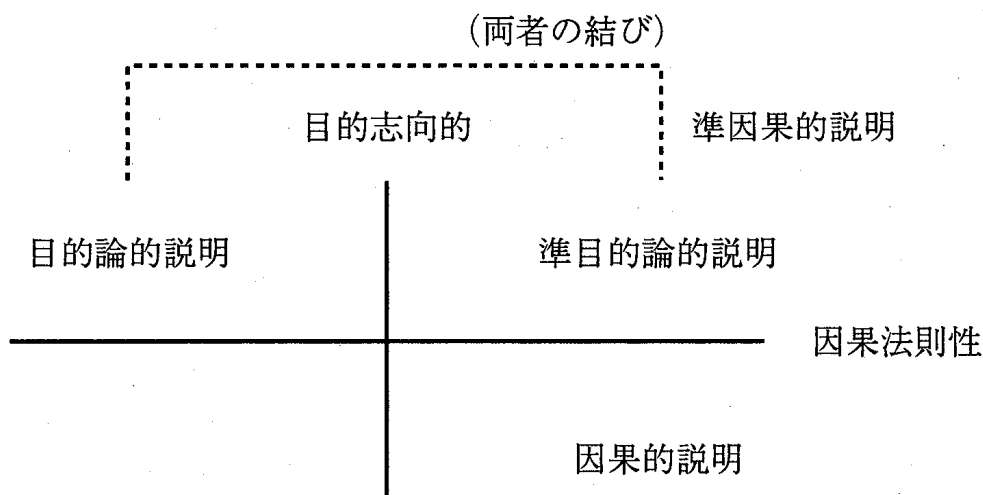 （両者の結び）
目的志向的
準因果的説明
目的論的説明
準目的論的説明
因果法則性
因果的説明